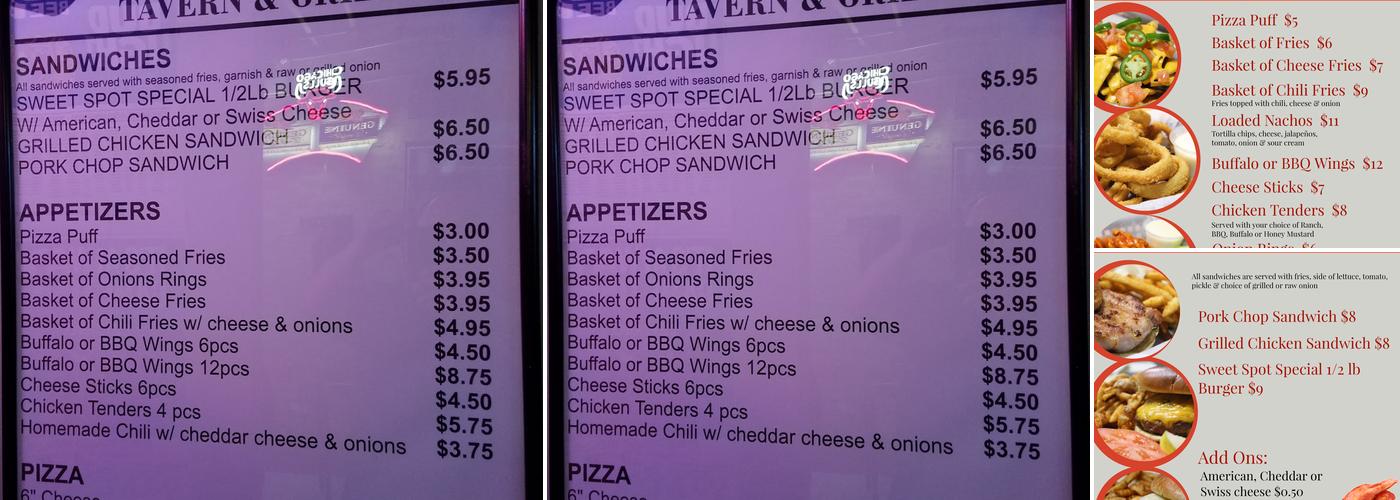 TAVERN &
SANDWICHES
All sandwiches served with seasoned fries, garnish & raw or grilled onion
SWEET SPOT SPECIAL 1/2Lb BURGER $5.95
W/ American, Cheddar or Swiss Cheese
GRILLED CHICKEN SANDWICH $6.50
PORK CHOP SANDWICH $6.50
APPETIZERS
Pizza Puff $3.00
Basket of Seasoned Fries $3.50
Basket of Onions Rings $3.95
Basket of Cheese Fries $3.95
Basket of Chili Fries w/ cheese & onions $4.95
Buffalo or BBQ Wings 6pcs $4.50
Buffalo or BBQ Wings 12pcs $8.75
Cheese Sticks 6pcs $4.50
Chicken Tenders 4 pcs $5.75
Homemade Chili w/ cheddar cheese & onions $3.75
PIZZA
6" Cheese
TAVERN &
SANDWICHES
All sandwiches served with seasoned fries, garnish & raw or grilled onion
SWEET SPOT SPECIAL 1/2Lb BURGER $5.95
W/ American, Cheddar or Swiss Cheese
GRILLED CHICKEN SANDWICH $6.50
PORK CHOP SANDWICH $6.50
APPETIZERS
Pizza Puff $3.00
Basket of Seasoned Fries $3.50
Basket of Onions Rings $3.95
Basket of Cheese Fries $3.95
Basket of Chili Fries w/ cheese & onions $4.95
Buffalo or BBQ Wings 6pcs $4.50
Buffalo or BBQ Wings 12pcs $8.75
Cheese Sticks 6pcs $4.50
Chicken Tenders 4 pcs $5.75
Homemade Chili w/ cheddar cheese & onions $3.75
PIZZA
6" Cheese
Pizza Puff $5
Basket of Fries $6
Basket of Cheese Fries $7
Basket of Chili Fries $9
Fries topped with chili, cheese & onion
Loaded Nachos $11
Tortilla chips, cheese, jalapeños,
tomato, onion & sour cream
Buffalo or BBQ Wings $12
Cheese Sticks $7
Chicken Tenders $8
Served with your choice of Ranch,
BBQ, Buffalo or Honey Mustard
Onion Rings $6
All sandwiches are served with fries, side of lettuce, tomato,
pickle & choice of grilled or raw onion
Pork Chop Sandwich $8
Grilled Chicken Sandwich $8
Sweet Spot Special 1/2 lb
Burger $9
Add Ons:
American, Cheddar or
Swiss cheese $0.50